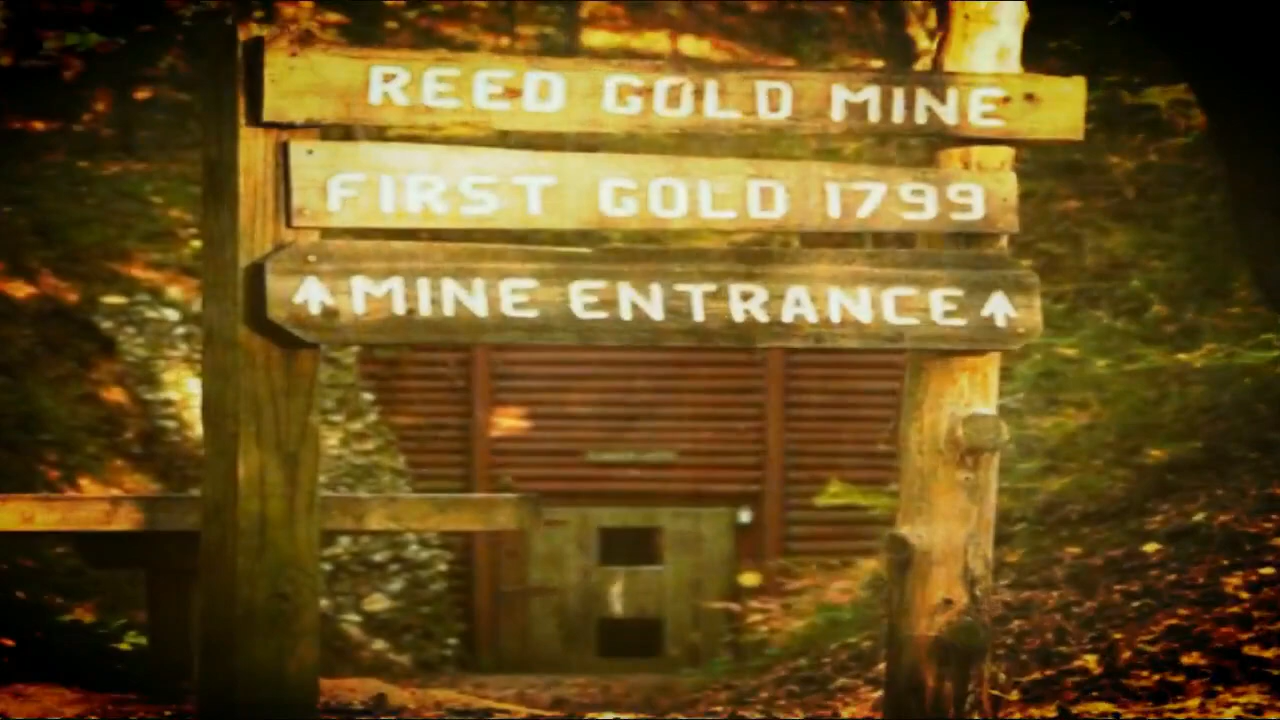 REED GOLD MINE
FIRST GOLD 1799
↑MINE ENTRANCE↑